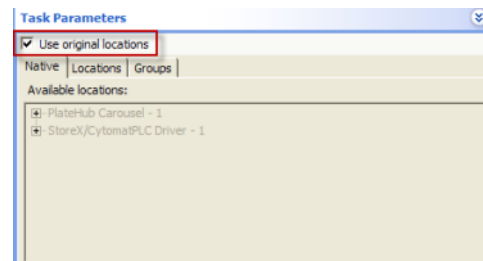 Task Parameters
Use original locations
Native Locations Groups
Available locations:
PlateHub Carousel - 1
StoreX/CytomatPLC Driver - 1